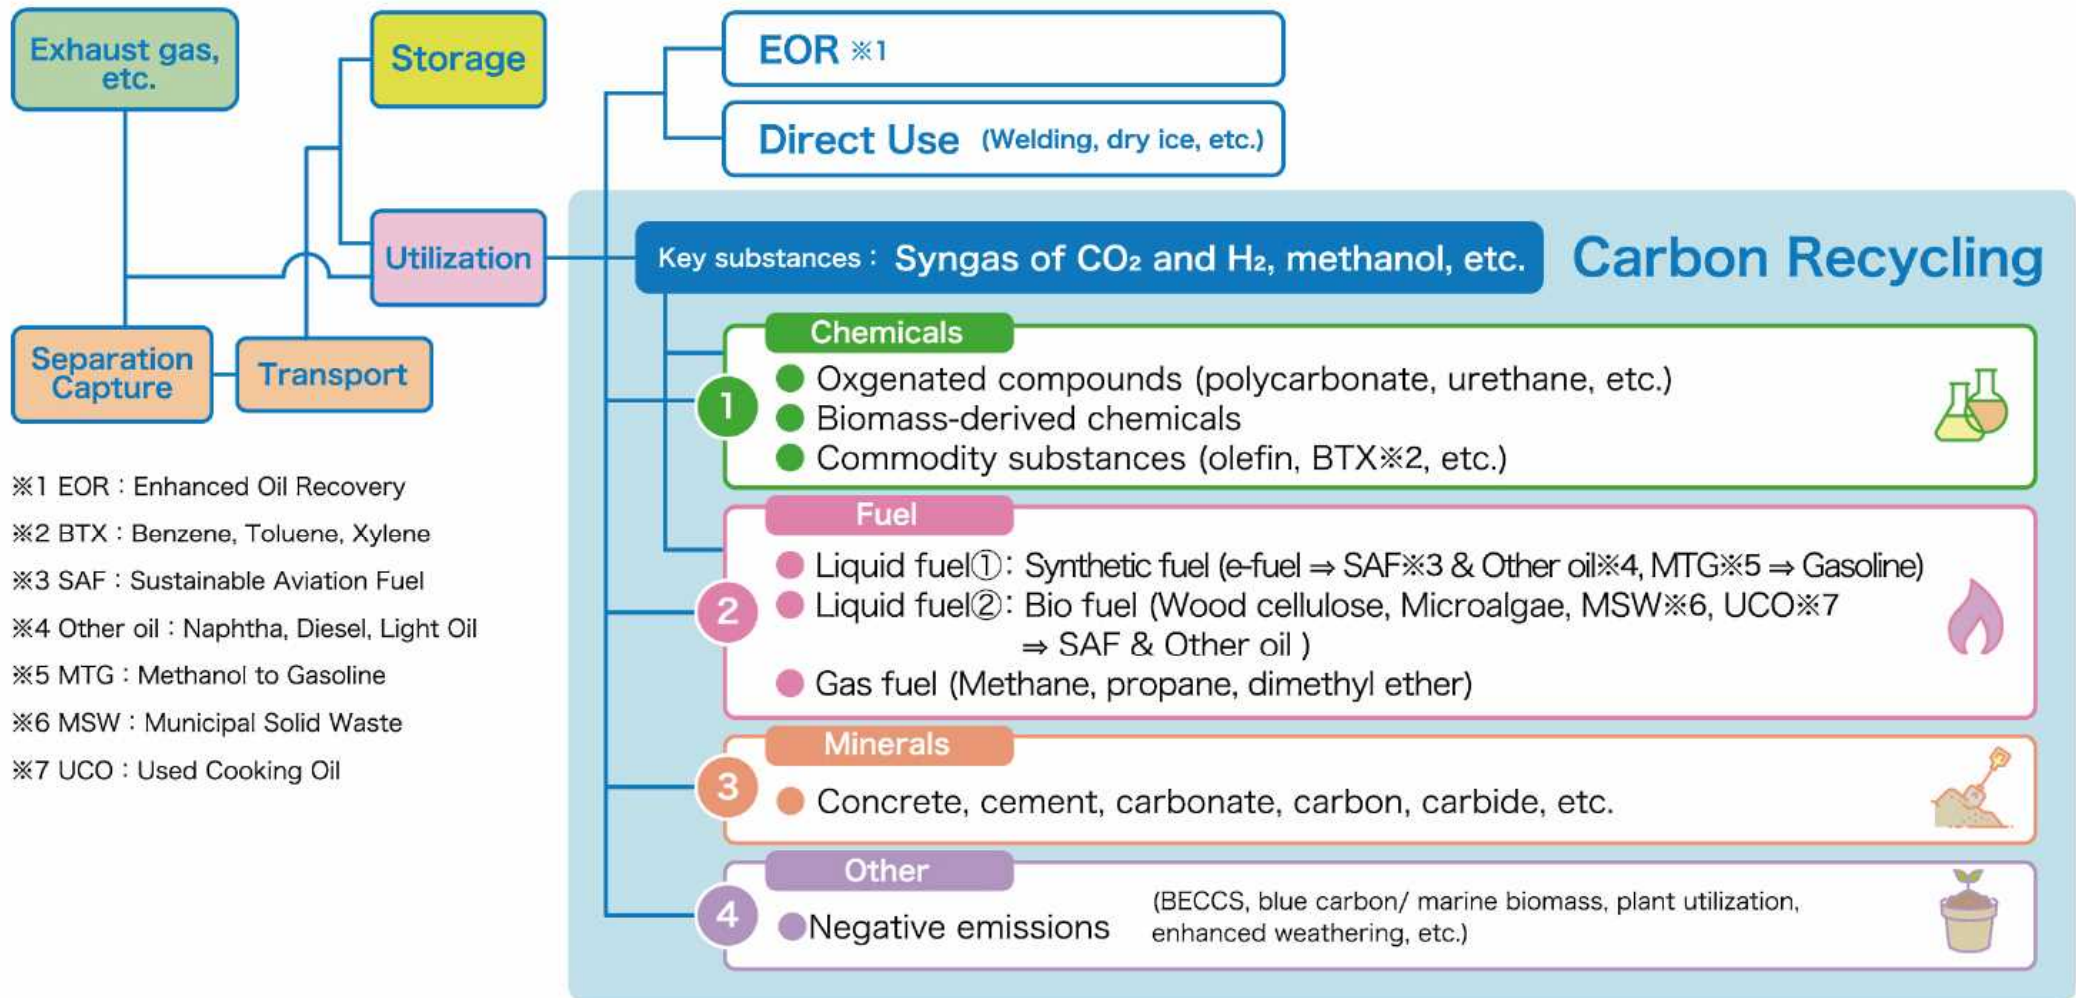 Exhaust gas,
etc.
Storage
Utilization
Separation
Capture
Transport
EOR ※1
Direct Use (Welding, dry ice, etc.)
Key substances : Syngas of CO₂ and H₂, methanol, etc.
Carbon Recycling
Chemicals
1
● Oxgenated compounds (polycarbonate, urethane, etc.)
● Biomass-derived chemicals
● Commodity substances (olefin, BTX※2, etc.)
Fuel
2
● Liquid fuel①: Synthetic fuel (e-fuel ⇒ SAF※3 & Other oil※4, MTG※5 ⇒ Gasoline)
● Liquid fuel②: Bio fuel (Wood cellulose, Microalgae, MSW※6, UCO※7
⇒ SAF & Other oil )
● Gas fuel (Methane, propane, dimethyl ether)
Minerals
3
● Concrete, cement, carbonate, carbon, carbide, etc.
Other
4
●Negative emissions
(BECCS, blue carbon/ marine biomass, plant utilization,
enhanced weathering, etc.)
※1 EOR : Enhanced Oil Recovery
※2 BTX : Benzene, Toluene, Xylene
※3 SAF : Sustainable Aviation Fuel
※4 Other oil : Naphtha, Diesel, Light Oil
※5 MTG : Methanol to Gasoline
※6 MSW : Municipal Solid Waste
※7 UCO : Used Cooking Oil